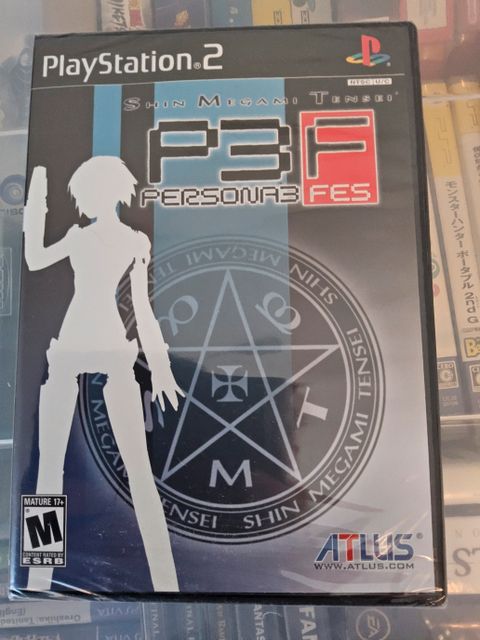 PlayStation®2
NTSC U/C
SHIN MEGAMI TENSEI®
P3F
PERSONA3 FES
SHIN MEGAMI TENSEI SHIN MEGAMI TENSEI
S M T
MATURE 17+
M
CONTENT RATED BY
ESRB
ATLUS®
WWW.ATLUS.COM
モンスターハンター ポータブル 2nd G